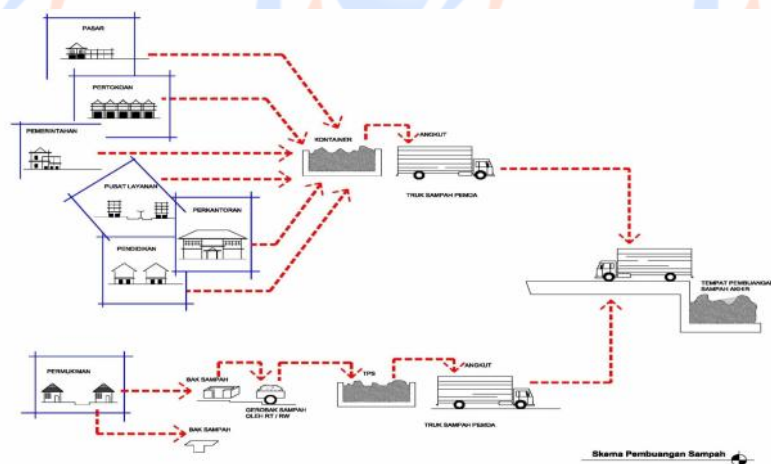 PASAR
PERTOKOAN
PEMERINTAHAN
PUSAT LAYANAN
PERKANTORAN
PENDIDIKAN
KONTAINER
ANGKUT
TRUK SAMPAH PEMDA
TEMPAT PEMBUANGAN
SAMPAH AKHIR
PERMUKIMAN
BAK SAMPAH
GEROBAK SAMPAH
OLEH RT / RW
TPS
ANGKUT
TRUK SAMPAH PEMDA
BAK SAMPAH
Skema Pembuangan Sampah